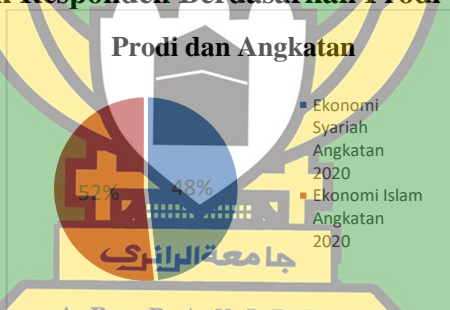 Responden Berdasarkan Prodi
Prodi dan Angkatan
Ekonomi
Syariah
Angkatan
2020
Ekonomi Islam
Angkatan
2020
52%
48%
جامعة الرانري